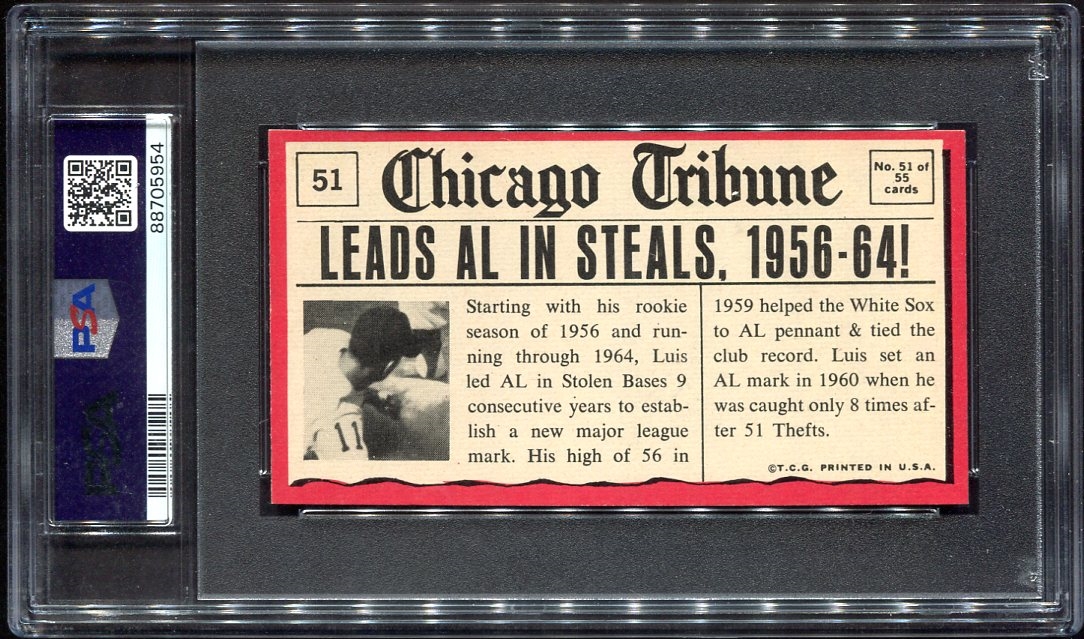 88705954
PSA
PSA
51
Chicago Tribune
No. 51 of
55
cards
LEADS AL IN STEALS, 1956-64!
Starting with his rookie
season of 1956 and run-
ning through 1964, Luis
led AL in Stolen Bases 9
consecutive years to estab-
lish a new major league
mark. His high of 56 in
11
1959 helped the White Sox
to AL pennant & tied the
club record. Luis set an
AL mark in 1960 when he
was caught only 8 times af-
ter 51 Thefts.
©T.C.G. PRINTED IN U.S.A.